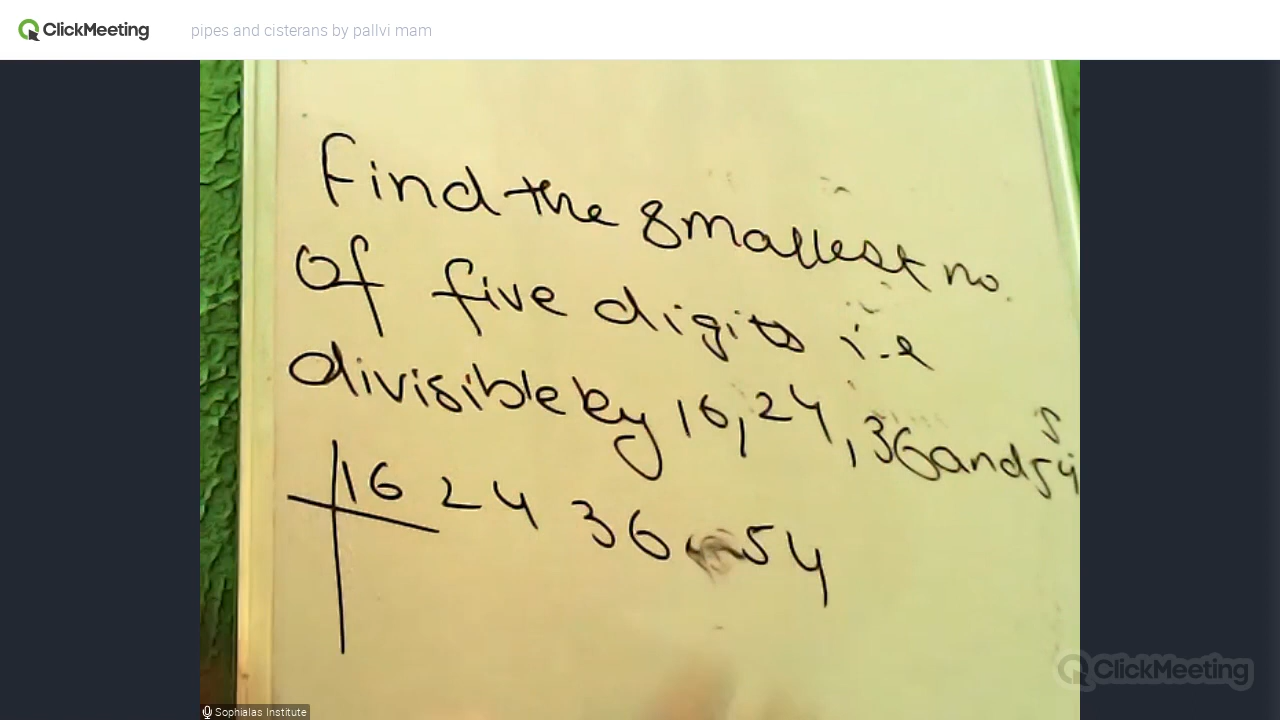 ClickMeeting
pipes and cisterans by pallvi mam
Find the smallest no.
of five digits i.e
divisible by 16, 24, 36 and 54
16 24 36 54
ClickMeeting
Sophialas Institute